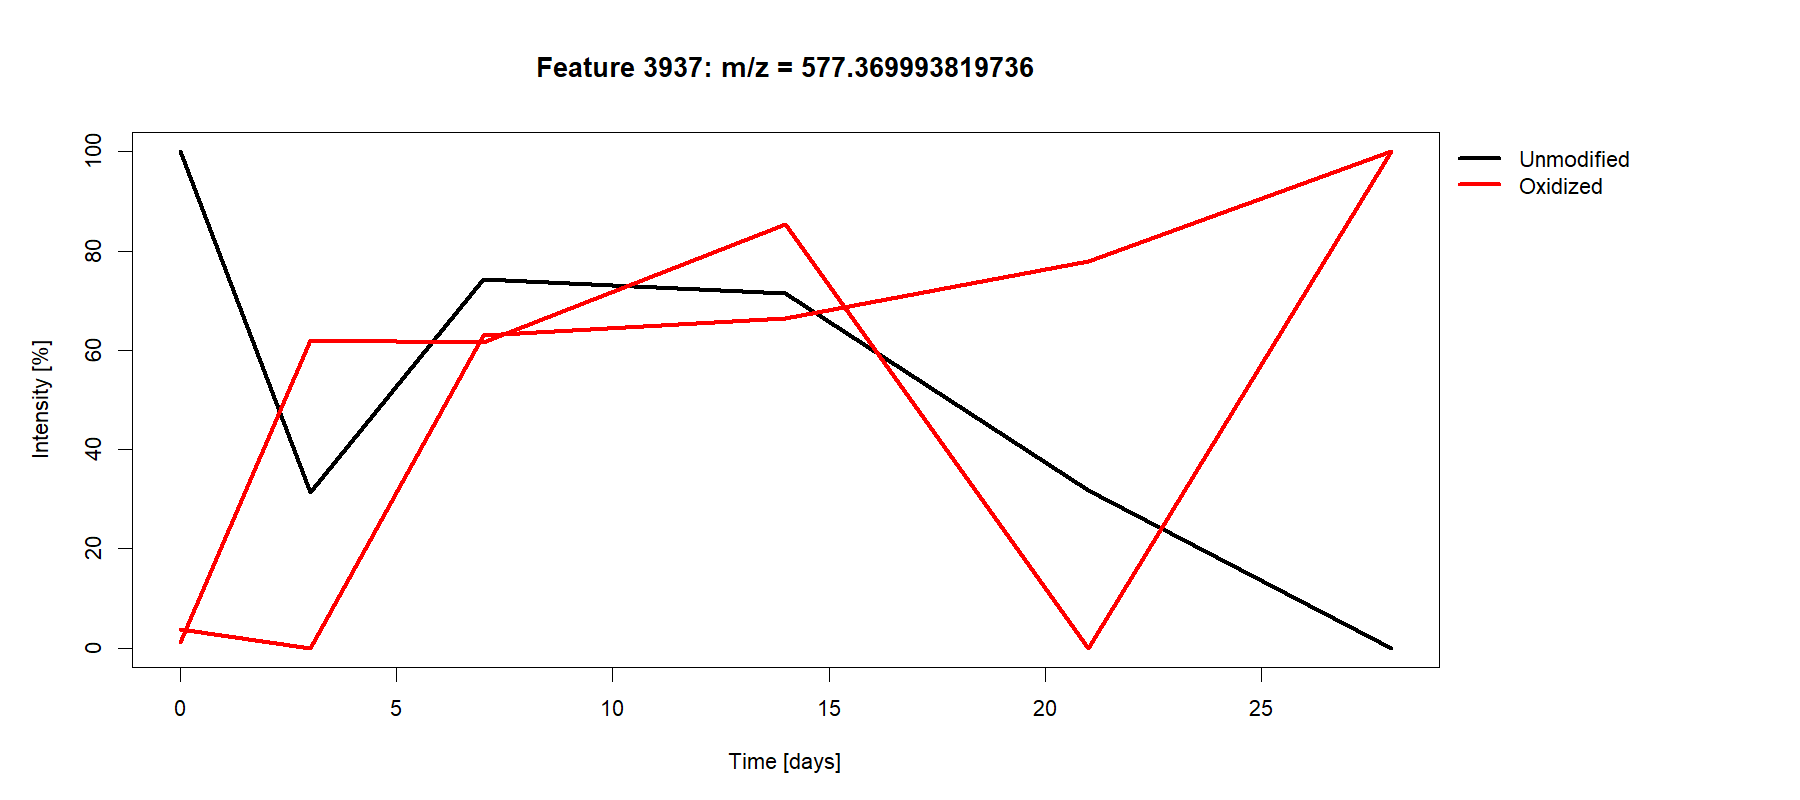 Feature 3937: m/z = 577.369993819736
100
80
60
40
20
0
Intensity [%]
0 5 10 15 20 25
Time [days]
Unmodified
Oxidized